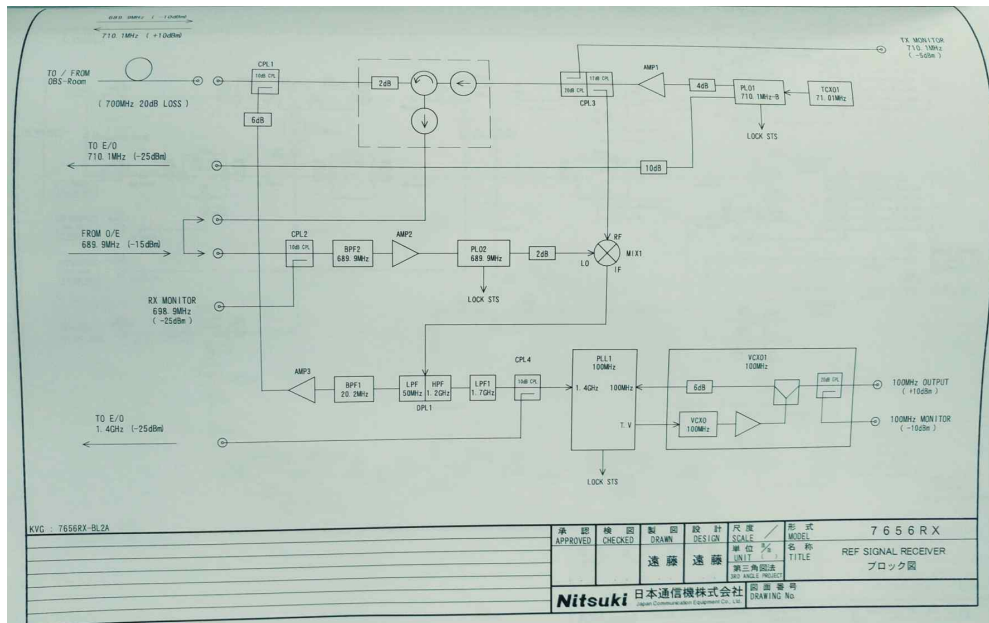 689.9MHz (-10dBm)
710.1MHz (+10dBm)
TO / FROM
OBS-Room
(700MHz 20dB LOSS)
CPL1
10dB CPL
6dB
2dB
CPL3
17dB CPL
20dB CPL
AMP1
4dB
PLO1
710.1MHz-B
TCXO1
71.01MHz
LOCK STS
TX MONITOR
710.1MHz
(-5dBm)
TO E/O
710.1MHz (-25dBm)
10dB
FROM O/E
689.9MHz (-15dBm)
CPL2
10dB CPL
BPF2
689.9MHz
AMP2
PLO2
689.9MHz
2dB
LOCK STS
RF
LO
IF
MIX1
RX MONITOR
698.9MHz
(-25dBm)
AMP3
BPF1
20.2MHz
LPF
50MHz
HPF
1.2GHz
DPL1
LPF1
1.7GHz
CPL4
10dB CPL
PLL1
100MHz
1.4GHz
100MHz
T.V
LOCK STS
VCXO1
100MHz
6dB
VCXO
100MHz
20dB CPL
100MHz OUTPUT
(+10dBm)
100MHz MONITOR
(-10dBm)
TO E/O
1.4GHz (-25dBm)
KVG : 7656RX-BL2A
承 認
APPROVED
検 図
CHECKED
製 図
DRAWN
遠 藤
設 計
DESIGN
遠 藤
尺 度
SCALE
単 位
UNIT ( )
第三角図法
3RD ANGLE PROJECT
形 式
MODEL
7656RX
名 称
TITLE
REF SIGNAL RECEIVER
ブロック図
Nitsuki 日本通信機株式会社
Japan Communication Equipment Co., Ltd.
図 面 番 号
DRAWING No.